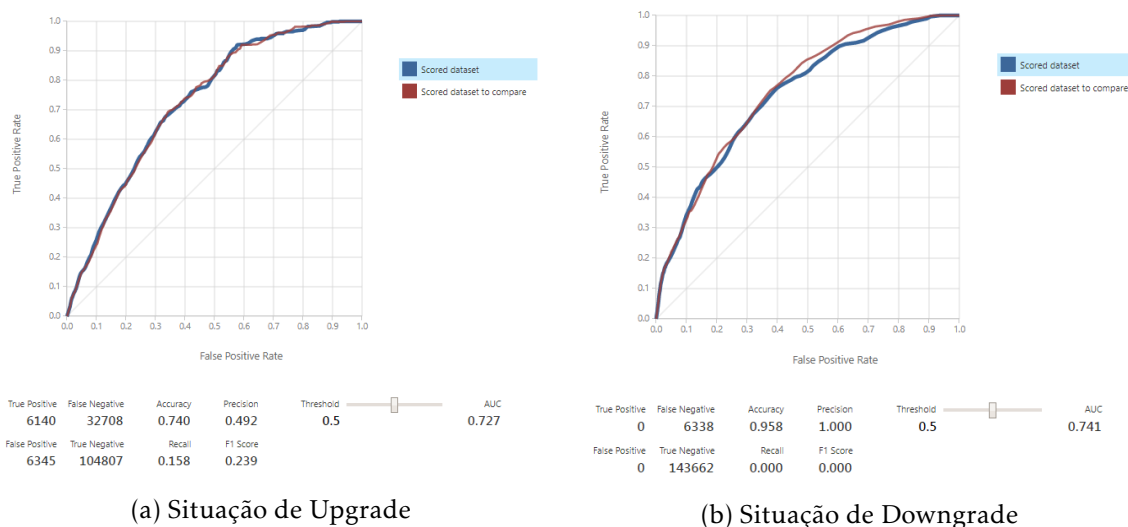 1.0
0.9
0.8
0.7
0.6
0.5
0.4
0.3
0.2
0.1
0.0
True Positive Rate
0.0 0.1 0.2 0.3 0.4 0.5 0.6 0.7 0.8 0.9 1.0
False Positive Rate
Scored dataset
Scored dataset to compare
True Positive False Negative Accuracy Precision Threshold AUC
6140 32708 0.740 0.492 0.5 0.727
False Positive True Negative Recall F1 Score
6345 104807 0.158 0.239
(a) Situação de Upgrade
1.0
0.9
0.8
0.7
0.6
0.5
0.4
0.3
0.2
0.1
0.0
True Positive Rate
0.0 0.1 0.2 0.3 0.4 0.5 0.6 0.7 0.8 0.9 1.0
False Positive Rate
Scored dataset
Scored dataset to compare
True Positive False Negative Accuracy Precision Threshold AUC
0 6338 0.958 1.000 0.5 0.741
False Positive True Negative Recall F1 Score
0 143662 0.000 0.000
(b) Situação de Downgrade